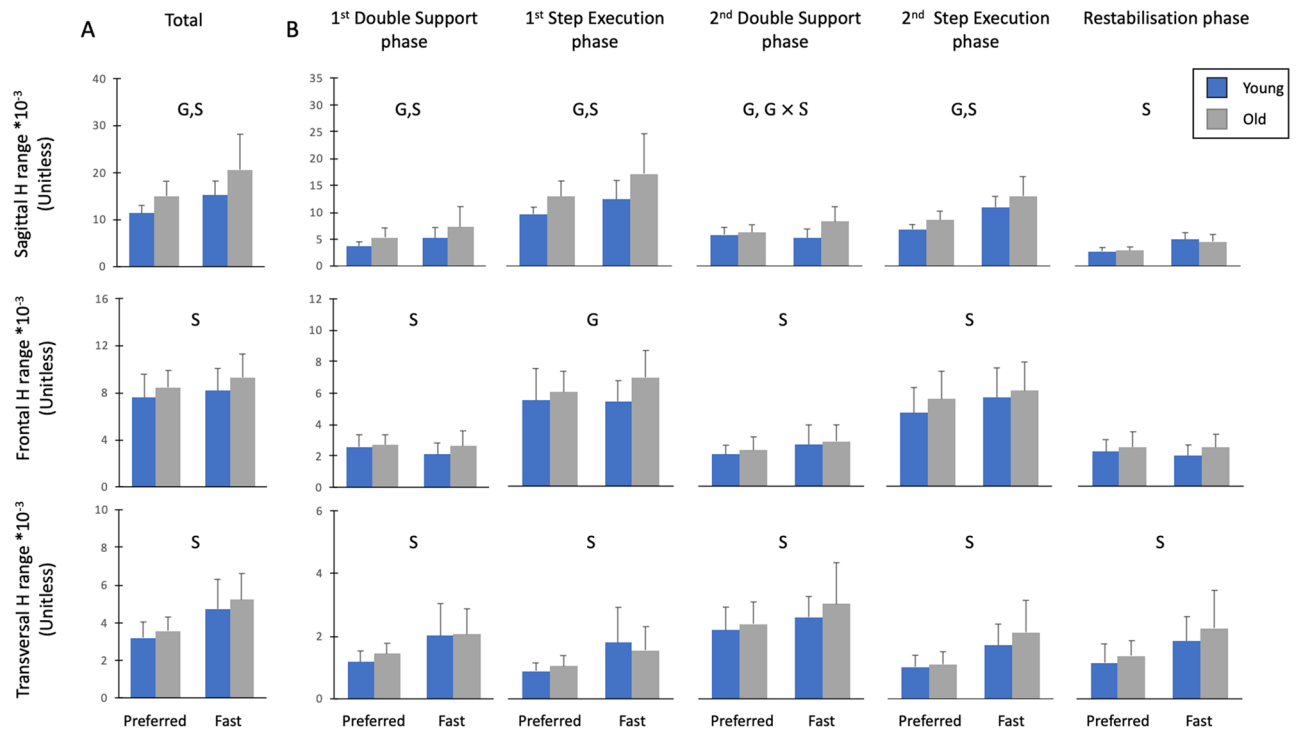 A
Total
B
1st Double Support
phase
1st Step Execution
phase
2nd Double Support
phase
2nd Step Execution
phase
Restabilisation phase
Young
Old
Sagittal H range *10-3
(Unitless)
40
30
20
10
0
G,S
35
30
25
20
15
10
5
0
G,S
G,S
G, G × S
G,S
S
Frontal H range *10-3
(Unitless)
16
12
8
4
0
S
12
10
8
6
4
2
0
S
G
S
S
Transversal H range *10-3
(Unitless)
10
8
6
4
2
0
S
6
4
2
0
S
S
S
S
S
Preferred Fast
Preferred Fast
Preferred Fast
Preferred Fast
Preferred Fast
Preferred Fast